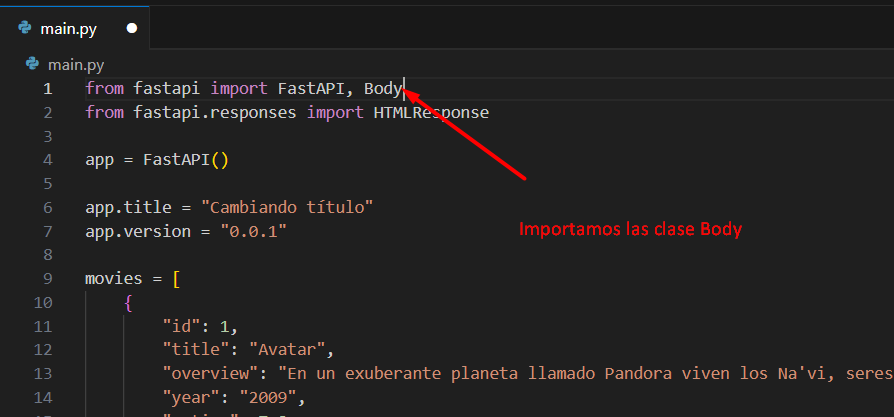 main.py
main.py
1 from fastapi import FastAPI, Body
2 from fastapi.responses import HTMLResponse
3
4 app = FastAPI()
5
6 app.title = "Cambiando título"
7 app.version = "0.0.1"
Importamos las clase Body
8
9 movies = [
10 {
11 "id": 1,
12 "title": "Avatar",
13 "overview": "En un exuberante planeta llamado Pandora viven los Na'vi, seres
14 "year": "2009",